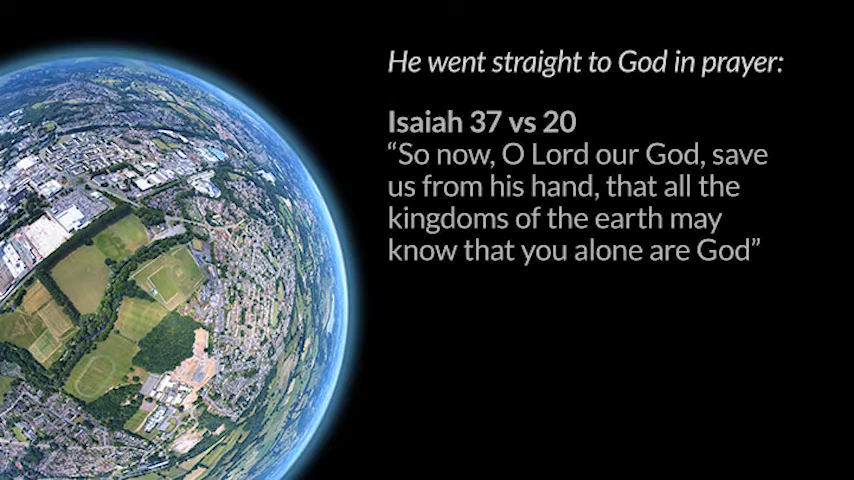 He went straight to God in prayer:
Isaiah 37 vs 20
“So now, O Lord our God, save
us from his hand, that all the
kingdoms of the earth may
know that you alone are God”